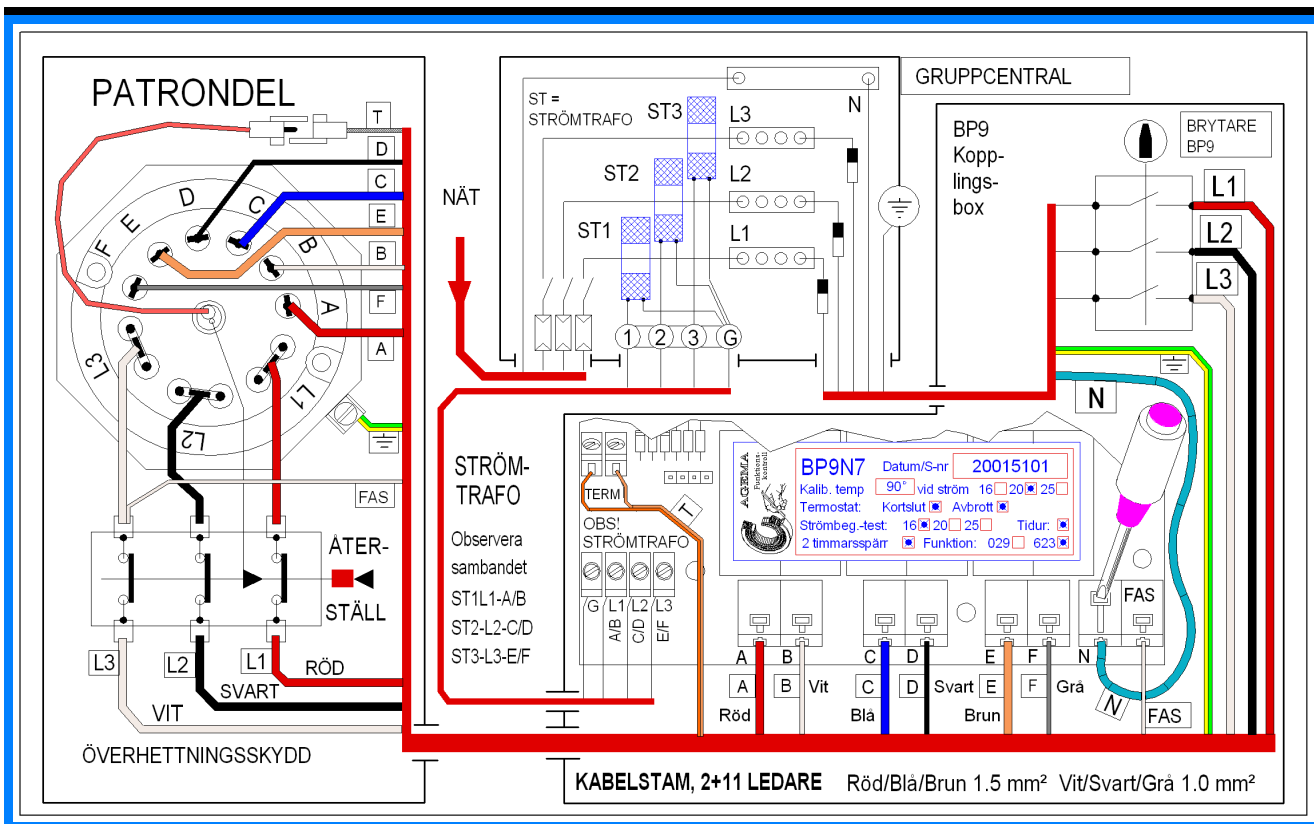 PATRONDEL
T
D
C
E
B
F
A
F
E
D
C
B
A
L3
L2
L1
FAS
ÅTER-
STÄLL
L3
L2
L1
RÖD
SVART
VIT
ÖVERHETTNINGSSKYDD
NÄT
ST =
STRÖMTRAFO
ST3
ST2
ST1
L3
L2
L1
N
1
2
3
G
GRUPPCENTRAL
BP9
Kopp-
lings-
box
BRYTARE
BP9
L1
L2
L3
N
STRÖM-
TRAFO
Observera
sambandet
ST1L1-A/B
ST2-L2-C/D
ST3-L3-E/F
TERM
T
OBS!
STRÖMTRAFO
G
L1
L2
L3
A/B
C/D
E/F
AGEMA
Funktions-
kontroll
BP9N7 Datum/S-nr 20015101
Kalib. temp 90° vid ström 16 20 25
Termostat: Kortslut Avbrott
Strömbeg.-test: 16 20 25 Tidur:
2 timmarsspärr Funktion: 029 623
FAS
A B C D E F N
A B Vit C D Svart E F Grå N FAS
Röd Blå Brun
KABELSTAM, 2+11 LEDARE Röd/Blå/Brun 1.5 mm² Vit/Svart/Grå 1.0 mm²